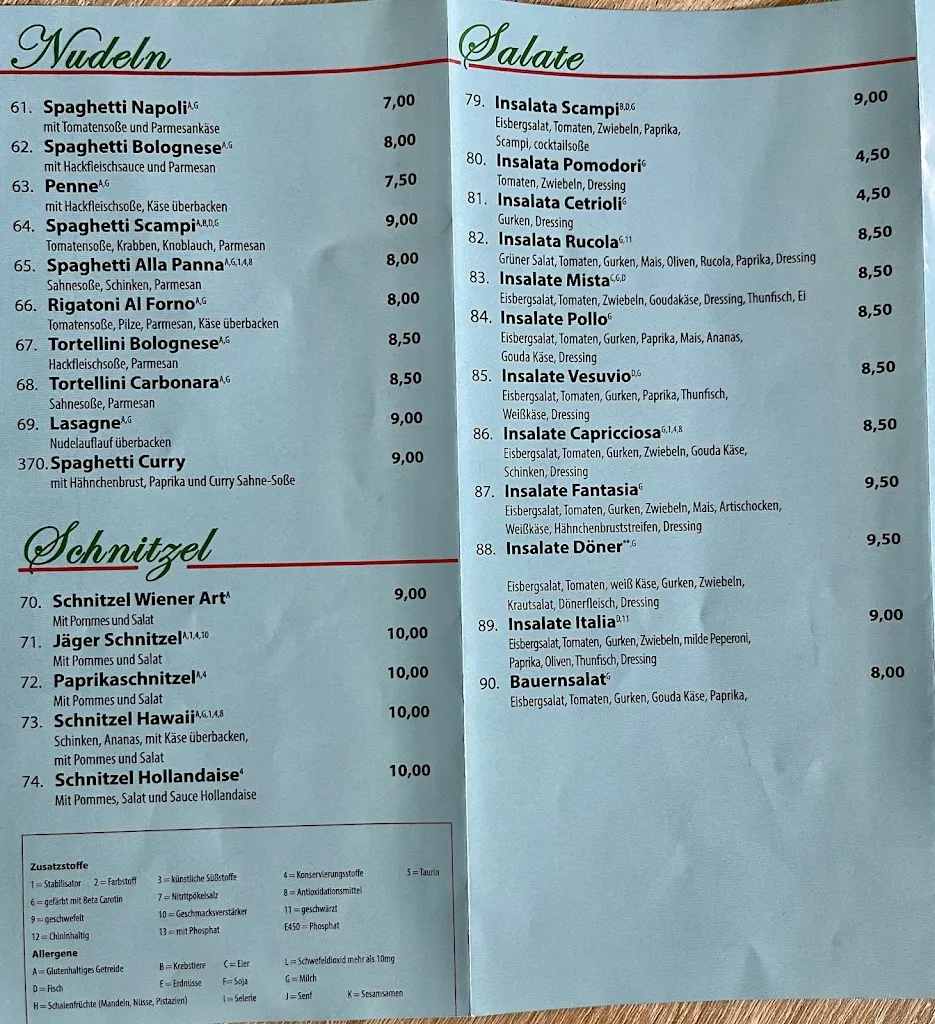 Nudeln
61. Spaghetti Napoli A,G 7,00
mit Tomatensoße und Parmesankäse
62. Spaghetti Bolognese A,G 8,00
mit Hackfleischsauce und Parmesan
63. Penne A,G 7,50
mit Hackfleischsoße, Käse überbacken
64. Spaghetti Scampi A,B,D,G 9,00
Tomatensoße, Krabben, Knoblauch, Parmesan
65. Spaghetti Alla Panna A,G,1,4,8 8,00
Sahnesoße, Schinken, Parmesan
66. Rigatoni Al Forno A,G 8,00
Tomatensoße, Pilze, Parmesan, Käse überbacken
67. Tortellini Bolognese A,G 8,50
Hackfleischsoße, Parmesan
68. Tortellini Carbonara A,G 8,50
Sahnesoße, Parmesan
69. Lasagne A,G 9,00
Nudelauflauf überbacken
370. Spaghetti Curry 9,00
mit Hähnchenbrust, Paprika und Curry Sahne-Soße
Schnitzel
70. Schnitzel Wiener Art A 9,00
Mit Pommes und Salat
71. Jäger Schnitzel A,1,4,10 10,00
Mit Pommes und Salat
72. Paprikaschnitzel A,4 10,00
Mit Pommes und Salat
73. Schnitzel Hawaii A,G,1,4,8 10,00
Schinken, Ananas, mit Käse überbacken,
mit Pommes und Salat
74. Schnitzel Hollandaise 4 10,00
Mit Pommes, Salat und Sauce Hollandaise
Zusatzstoffe
1 = Stabilisator 2 = Farbstoff 3 = künstliche Süßstoffe 4 = Konservierungsstoffe 5 = Taurin
6 = gefärbt mit Beta Carotin 7 = Nitritpökelsalz 8 = Antioxidationsmittel
9 = geschwefelt 10 = Geschmacksverstärker 11 = geschwärzt
12 = Chininhaltig 13 = mit Phosphat E450 = Phosphat
Allergene
A = Glutenhaltiges Getreide B = Krebstiere C = Eier L = Schwefeldioxid mehr als 10mg
D = Fisch E = Erdnüsse F = Soja G = Milch
H = Schalenfrüchte (Mandeln, Nüsse, Pistazien) I = Selerie J = Senf K = Sesamsamen
Salate
79. Insalata Scampi B,D,G 9,00
Eisbergsalat, Tomaten, Zwiebeln, Paprika,
Scampi, cocktailsoße
80. Insalata Pomodori G 4,50
Tomaten, Zwiebeln, Dressing
81. Insalata Cetrioli G 4,50
Gurken, Dressing
82. Insalata Rucola G,11 8,50
Grüner Salat, Tomaten, Gurken, Mais, Oliven, Rucola, Paprika, Dressing
83. Insalate Mista C,G,D 8,50
Eisbergsalat, Tomaten, Zwiebeln, Goudakäse, Dressing, Thunfisch, Ei
84. Insalate Pollo G 8,50
Eisbergsalat, Tomaten, Gurken, Paprika, Mais, Ananas,
Gouda Käse, Dressing
85. Insalate Vesuvio D,G 8,50
Eisbergsalat, Tomaten, Gurken, Paprika, Thunfisch,
Weißkäse, Dressing
86. Insalate Capricciosa G,1,4,8 8,50
Eisbergsalat, Tomaten, Gurken, Zwiebeln, Gouda Käse,
Schinken, Dressing
87. Insalate Fantasia G 9,50
Eisbergsalat, Tomaten, Gurken, Zwiebeln, Mais, Artischocken,
Weißkäse, Hähnchenbruststreifen, Dressing
88. Insalate Döner **,G 9,50
Eisbergsalat, Tomaten, weiß Käse, Gurken, Zwiebeln,
Krautsalat, Dönerfleisch, Dressing
89. Insalate Italia D,11 9,00
Eisbergsalat, Tomaten, Gurken, Zwiebeln, milde Peperoni,
Paprika, Oliven, Thunfisch, Dressing
90. Bauernsalat G 8,00
Eisbergsalat, Tomaten, Gurken, Gouda Käse, Paprika,